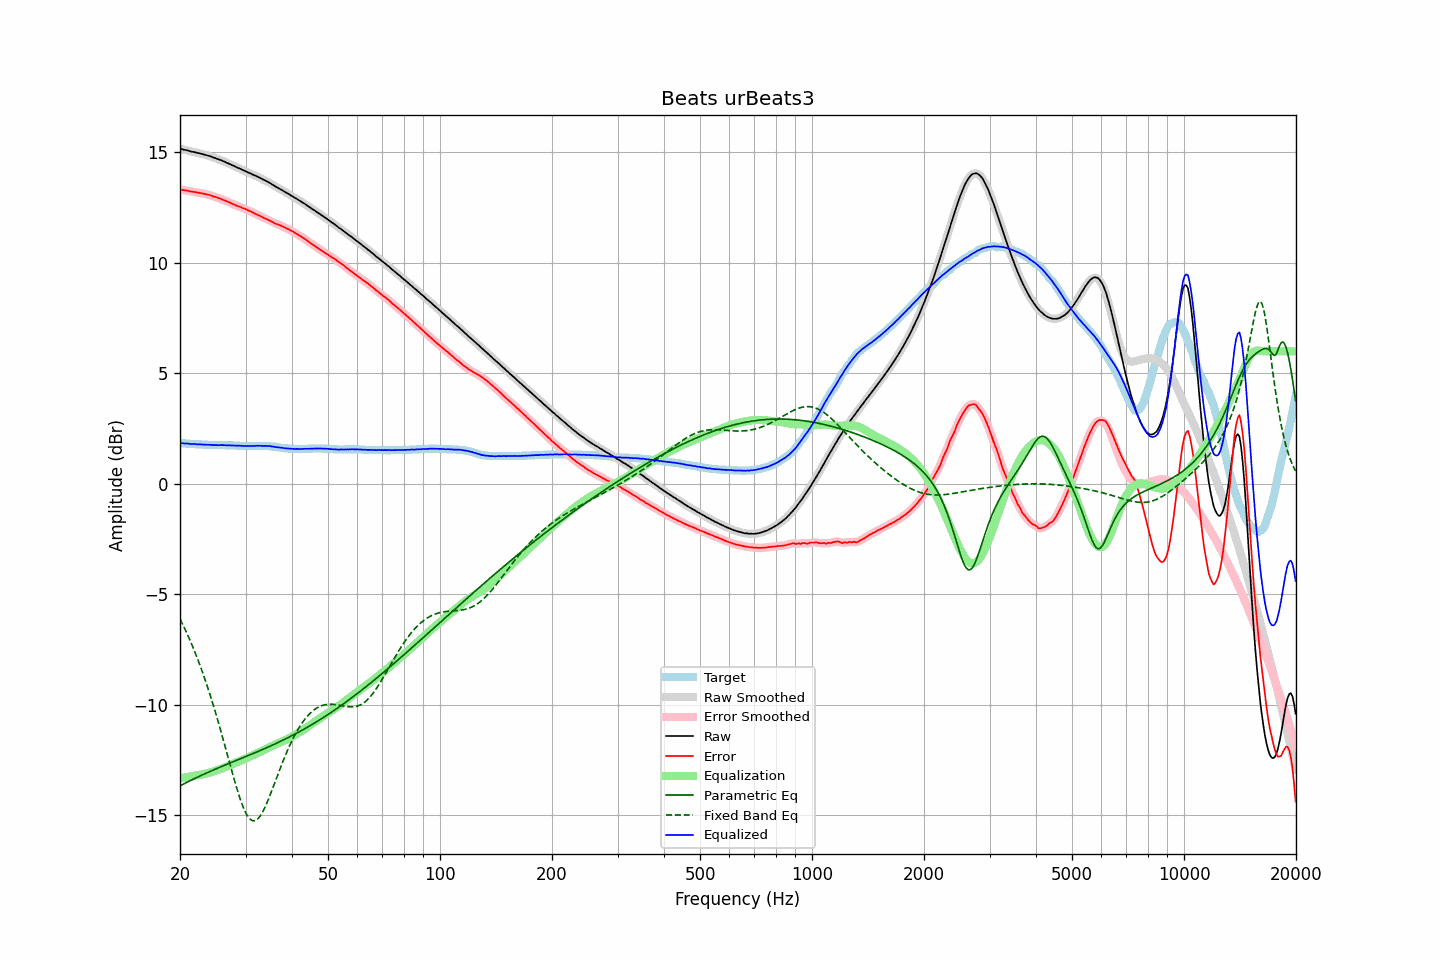 Beats urBeats3
Amplitude (dBr)
15
10
5
0
−5
−10
−15
Target
Raw Smoothed
Error Smoothed
Raw
Error
Equalization
Parametric Eq
Fixed Band Eq
Equalized
20 50 100 200 500 1000 2000 5000 10000 20000
Frequency (Hz)